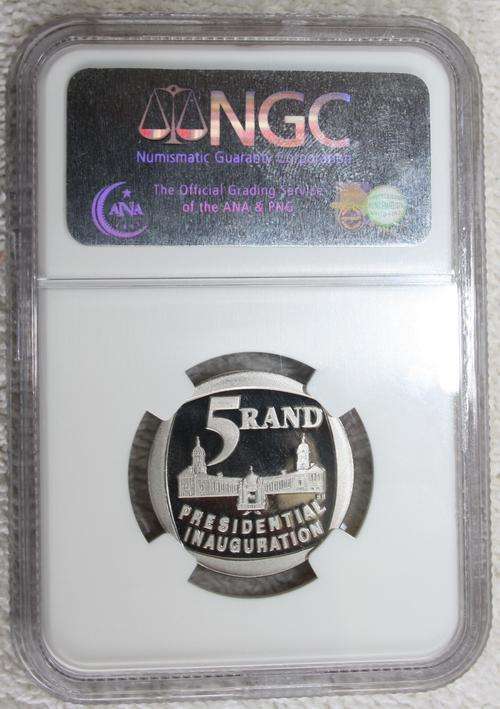 NGC
Numismatic Guaranty Corporation
The Official Grading Service
of the ANA & PNG
ANA
5 RAND
PRESIDENTIAL
INAUGURATION